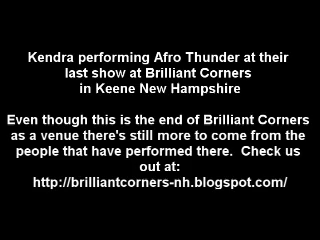 Kendra performing Afro Thunder at their
last show at Brilliant Corners
in Keene New Hampshire
Even though this is the end of Brilliant Corners
as a venue there's still more to come from the
people that have performed there.  Check us
out at:
http://brilliantcorners-nh.blogspot.com/